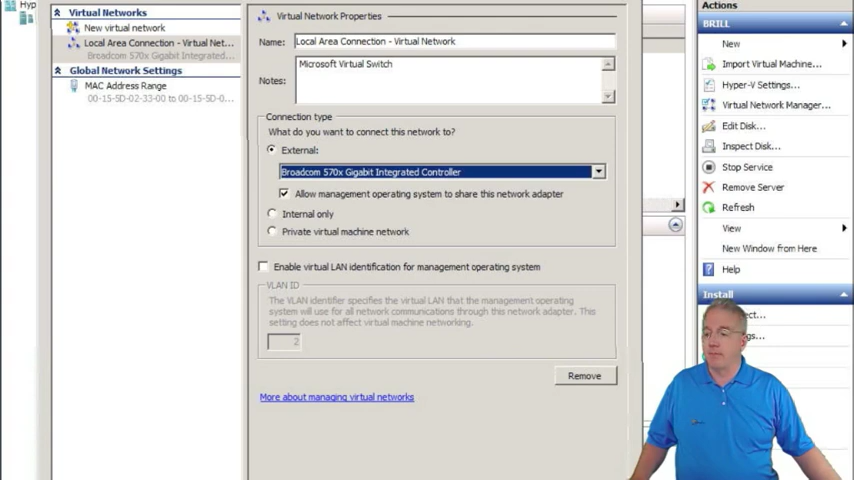 Hyp
Virtual Networks
New virtual network
Local Area Connection - Virtual Net...
Broadcom 570x Gigabit Integrated...
Global Network Settings
MAC Address Range
00-15-5D-02-33-00 to 00-15-5D-0...
Virtual Network Properties
Name:
Local Area Connection - Virtual Network
Notes:
Microsoft Virtual Switch
Connection type
What do you want to connect this network to?
External:
Broadcom 570x Gigabit Integrated Controller
Allow management operating system to share this network adapter
Internal only
Private virtual machine network
Enable virtual LAN identification for management operating system
VLAN ID
The VLAN identifier specifies the virtual LAN that the management operating
system will use for all network communications through this network adapter. This
setting does not affect virtual machine networking.
2
Remove
More about managing virtual networks
Actions
BRILL
New
Import Virtual Machine...
Hyper-V Settings...
Virtual Network Manager...
Edit Disk...
Inspect Disk...
Stop Service
Remove Server
Refresh
View
New Window from Here
Help
Install